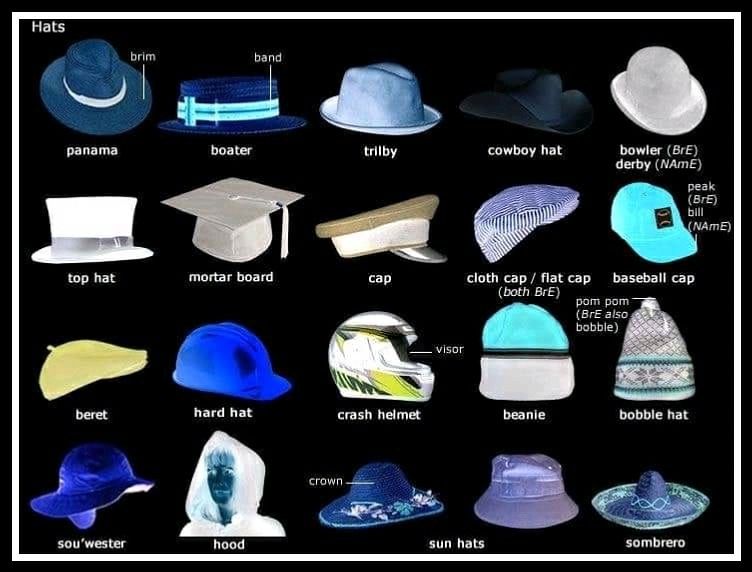 Hats
brim
band
panama
boater
trilby
cowboy hat
bowler (BrE)
derby (NAmE)
peak
(BrE)
bill
(NAmE)
top hat
mortar board
cap
cloth cap / flat cap
(both BrE)
baseball cap
pom pom
(BrE also
bobble)
visor
beret
hard hat
crash helmet
beanie
bobble hat
crown
sou'wester
hood
sun hats
sombrero